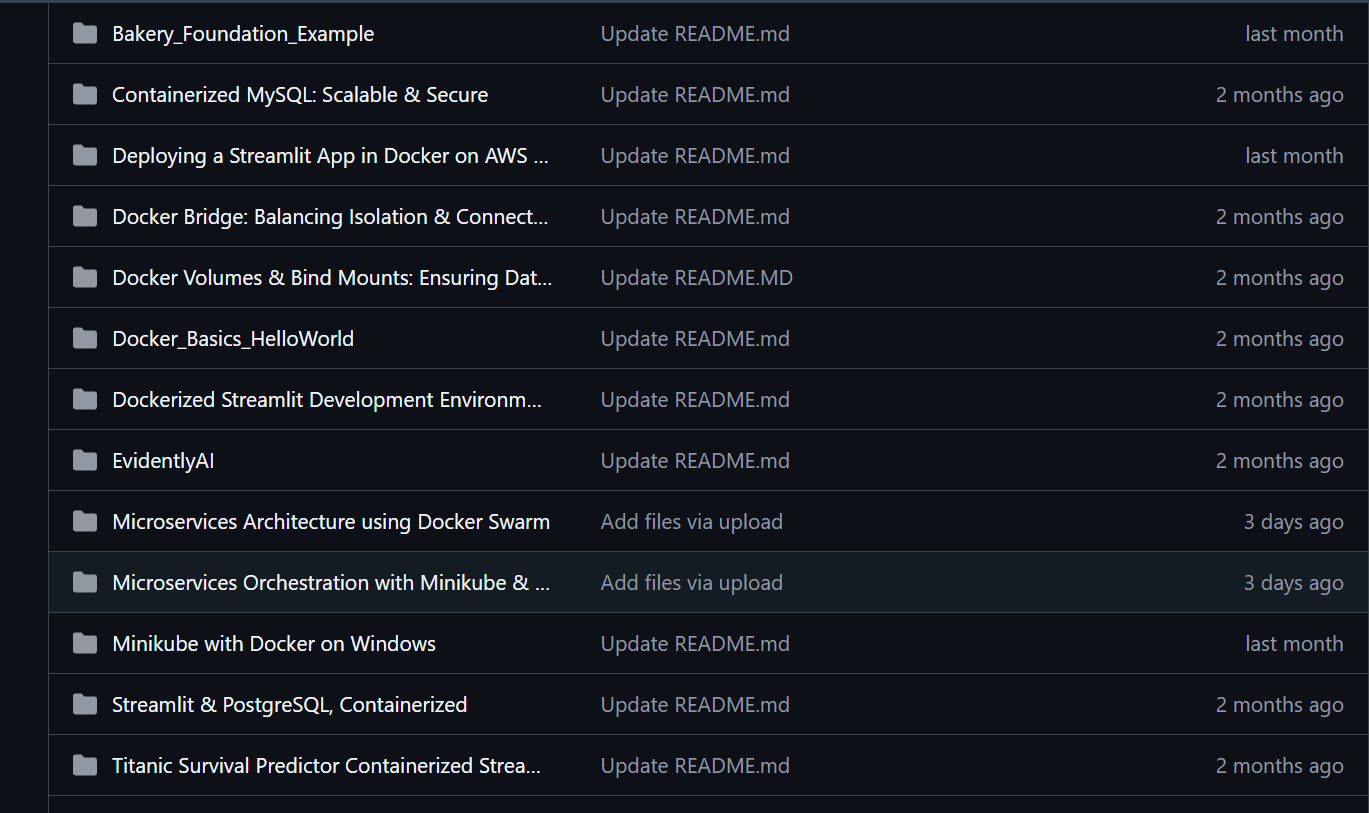 Bakery_Foundation_Example Update README.md last month
Containerized MySQL: Scalable & Secure Update README.md 2 months ago
Deploying a Streamlit App in Docker on AWS ... Update README.md last month
Docker Bridge: Balancing Isolation & Connect... Update README.md 2 months ago
Docker Volumes & Bind Mounts: Ensuring Dat... Update README.MD 2 months ago
Docker_Basics_HelloWorld Update README.md 2 months ago
Dockerized Streamlit Development Environm... Update README.md 2 months ago
EvidentlyAI Update README.md 2 months ago
Microservices Architecture using Docker Swarm Add files via upload 3 days ago
Microservices Orchestration with Minikube & ... Add files via upload 3 days ago
Minikube with Docker on Windows Update README.md last month
Streamlit & PostgreSQL, Containerized Update README.md 2 months ago
Titanic Survival Predictor Containerized Strea... Update README.md 2 months ago